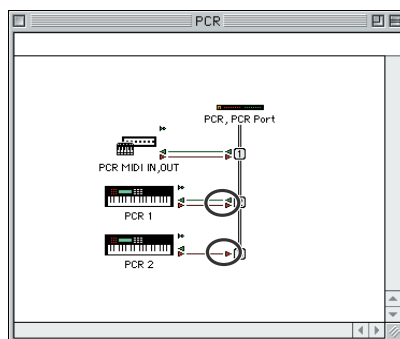 PCR
PCR, PCR Port
1
PCR MIDI IN,OUT
PCR 1
PCR 2